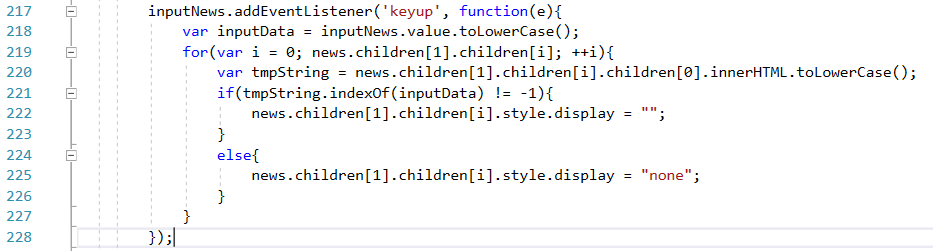 217 inputNews.addEventListener('keyup', function(e){
218 var inputData = inputNews.value.toLowerCase();
219 for(var i = 0; news.children[1].children[i]; ++i){
220 var tmpString = news.children[1].children[i].children[0].innerHTML.toLowerCase();
221 if(tmpString.indexOf(inputData) != -1){
222 news.children[1].children[i].style.display = "";
223 }
224 else{
225 news.children[1].children[i].style.display = "none";
226 }
227 }
228 });